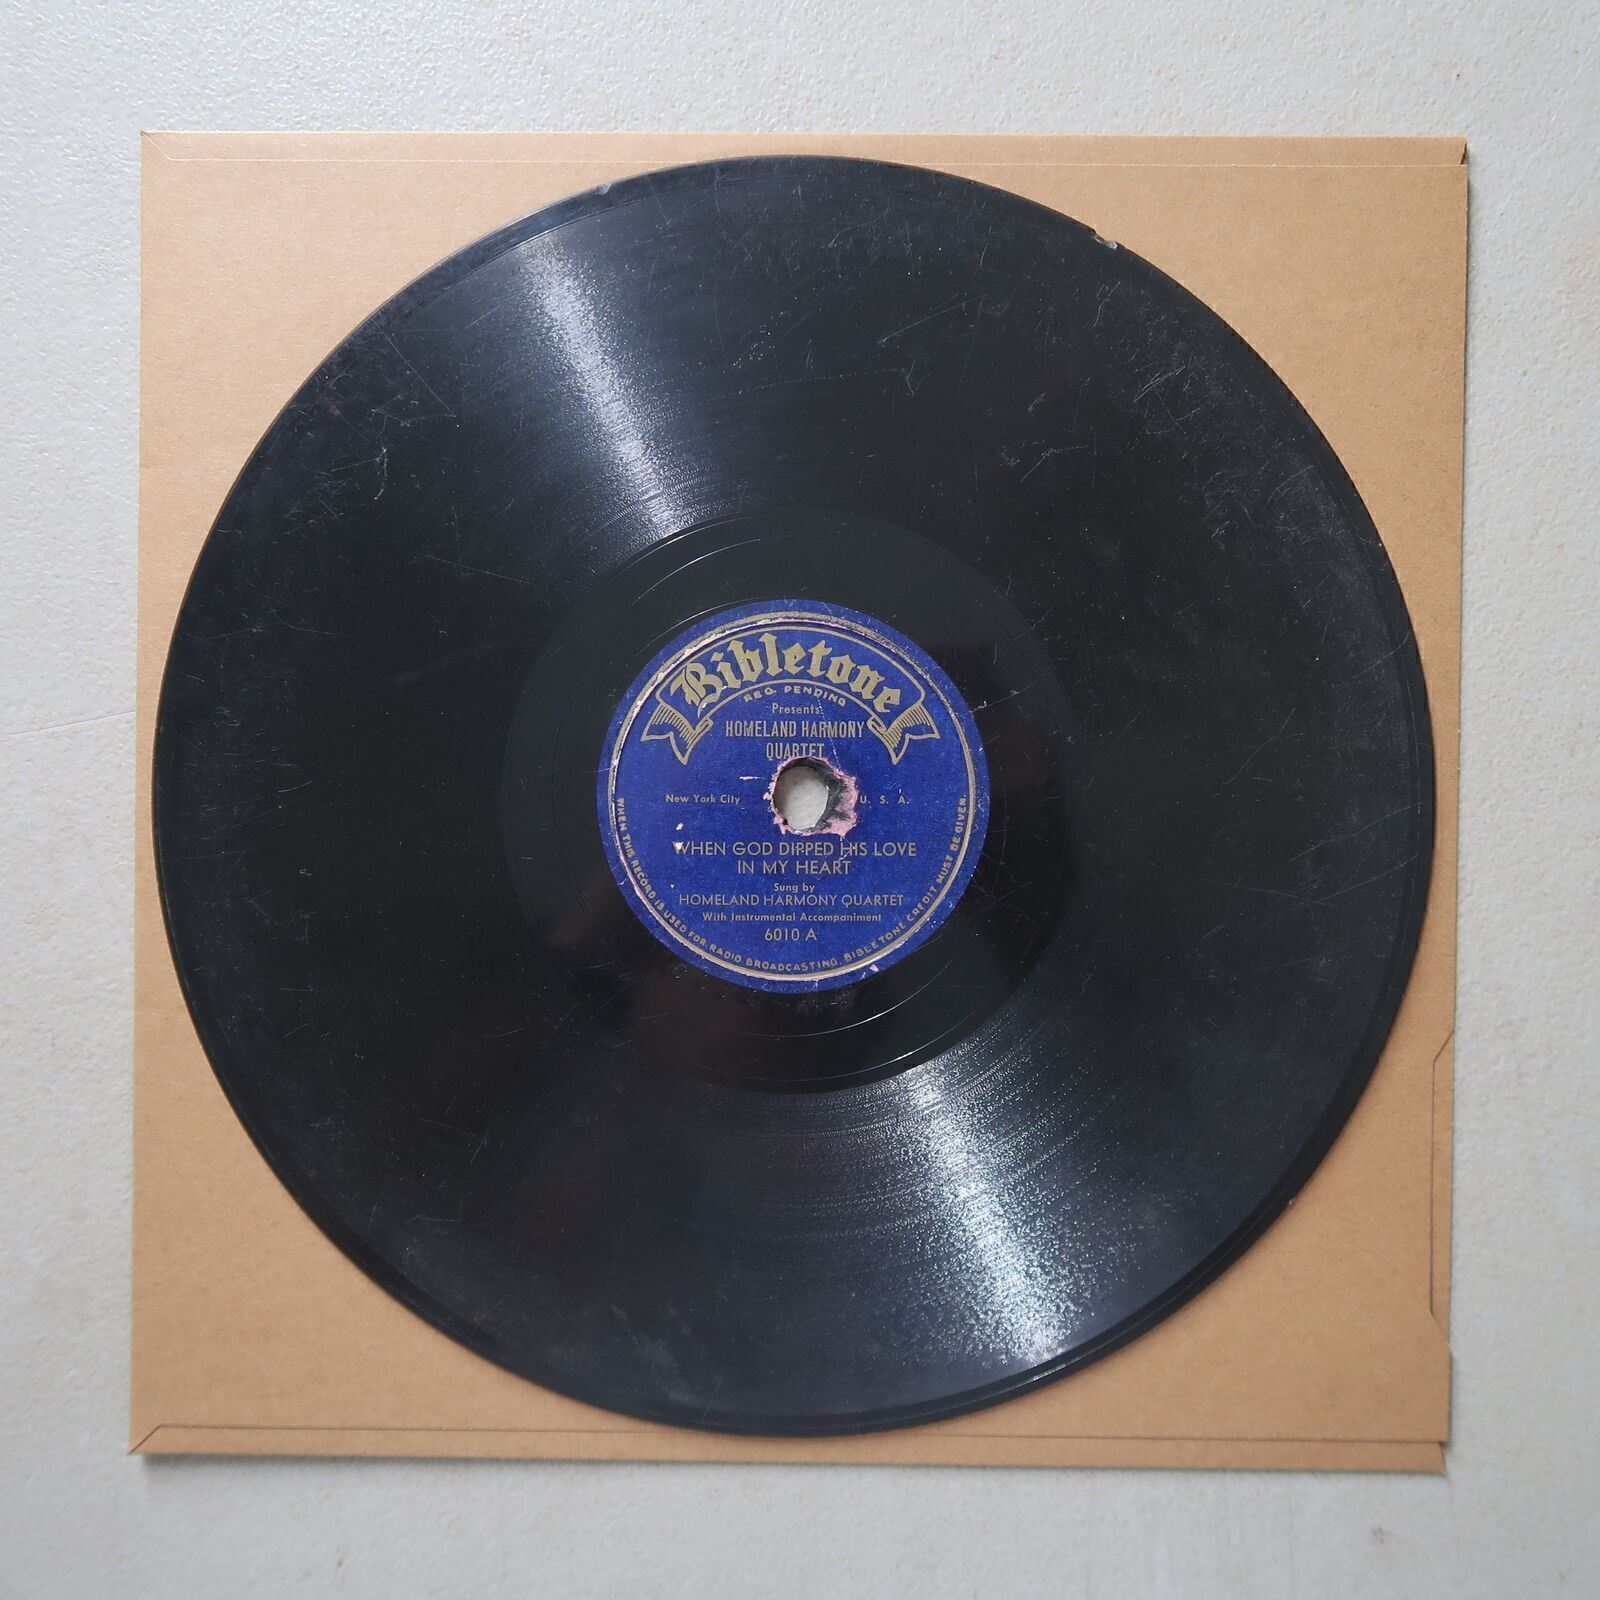 Bibletone
REG. PENDING
Presents
HOMELAND HARMONY
QUARTET
New York City U. S. A.
WHEN GOD DIPPED HIS LOVE
IN MY HEART
Sung by
HOMELAND HARMONY QUARTET
With Instrumental Accompaniment
6010 A
WHEN THIS RECORD IS USED FOR RADIO BROADCASTING, BIBLETONE CREDIT MUST BE GIVEN.